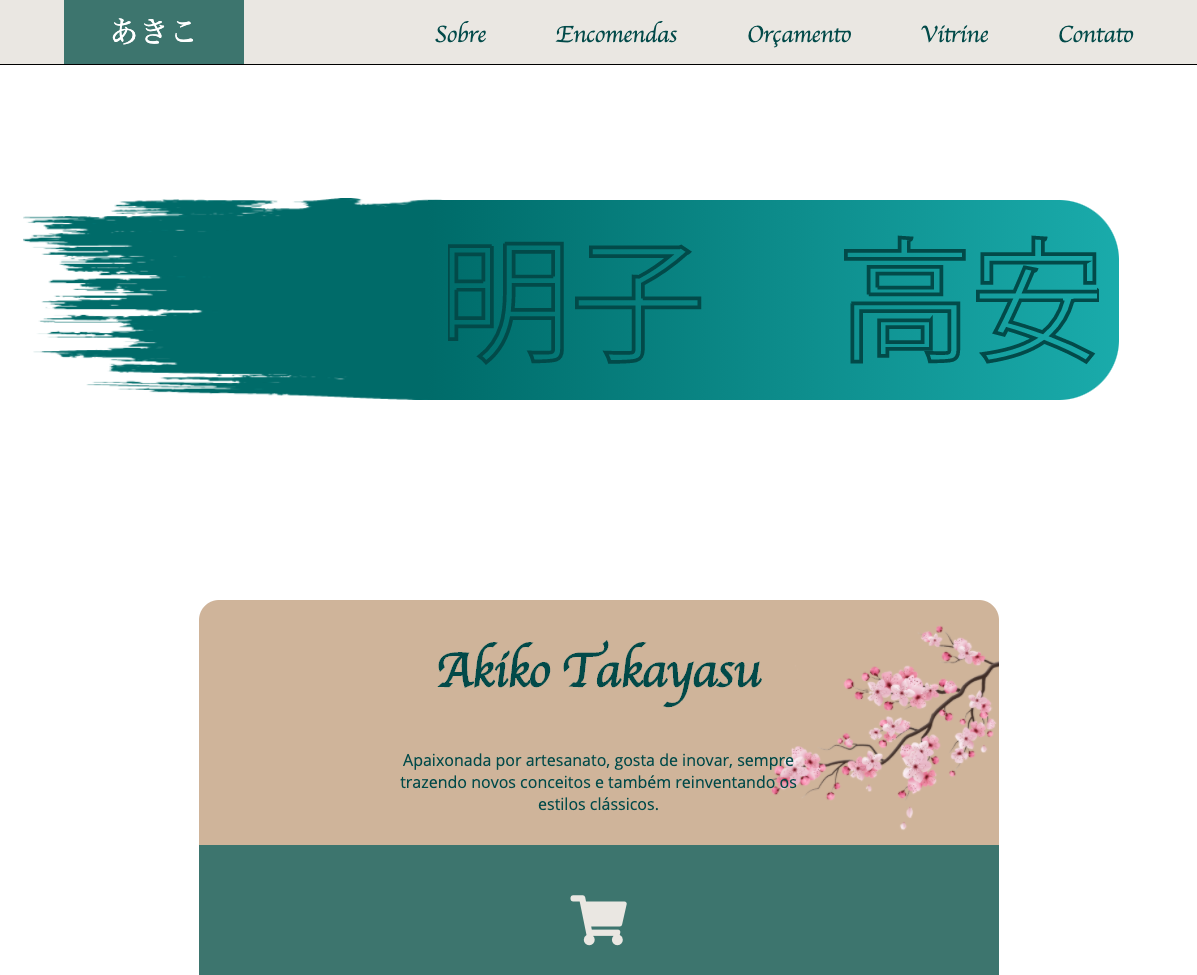 あきこ
Sobre Encomendas Orçamento Vitrine Contato
明子 高安
Akiko Takayasu
Apaixonada por artesanato, gosta de inovar, sempre
trazendo novos conceitos e também reinventando os
estilos clássicos.